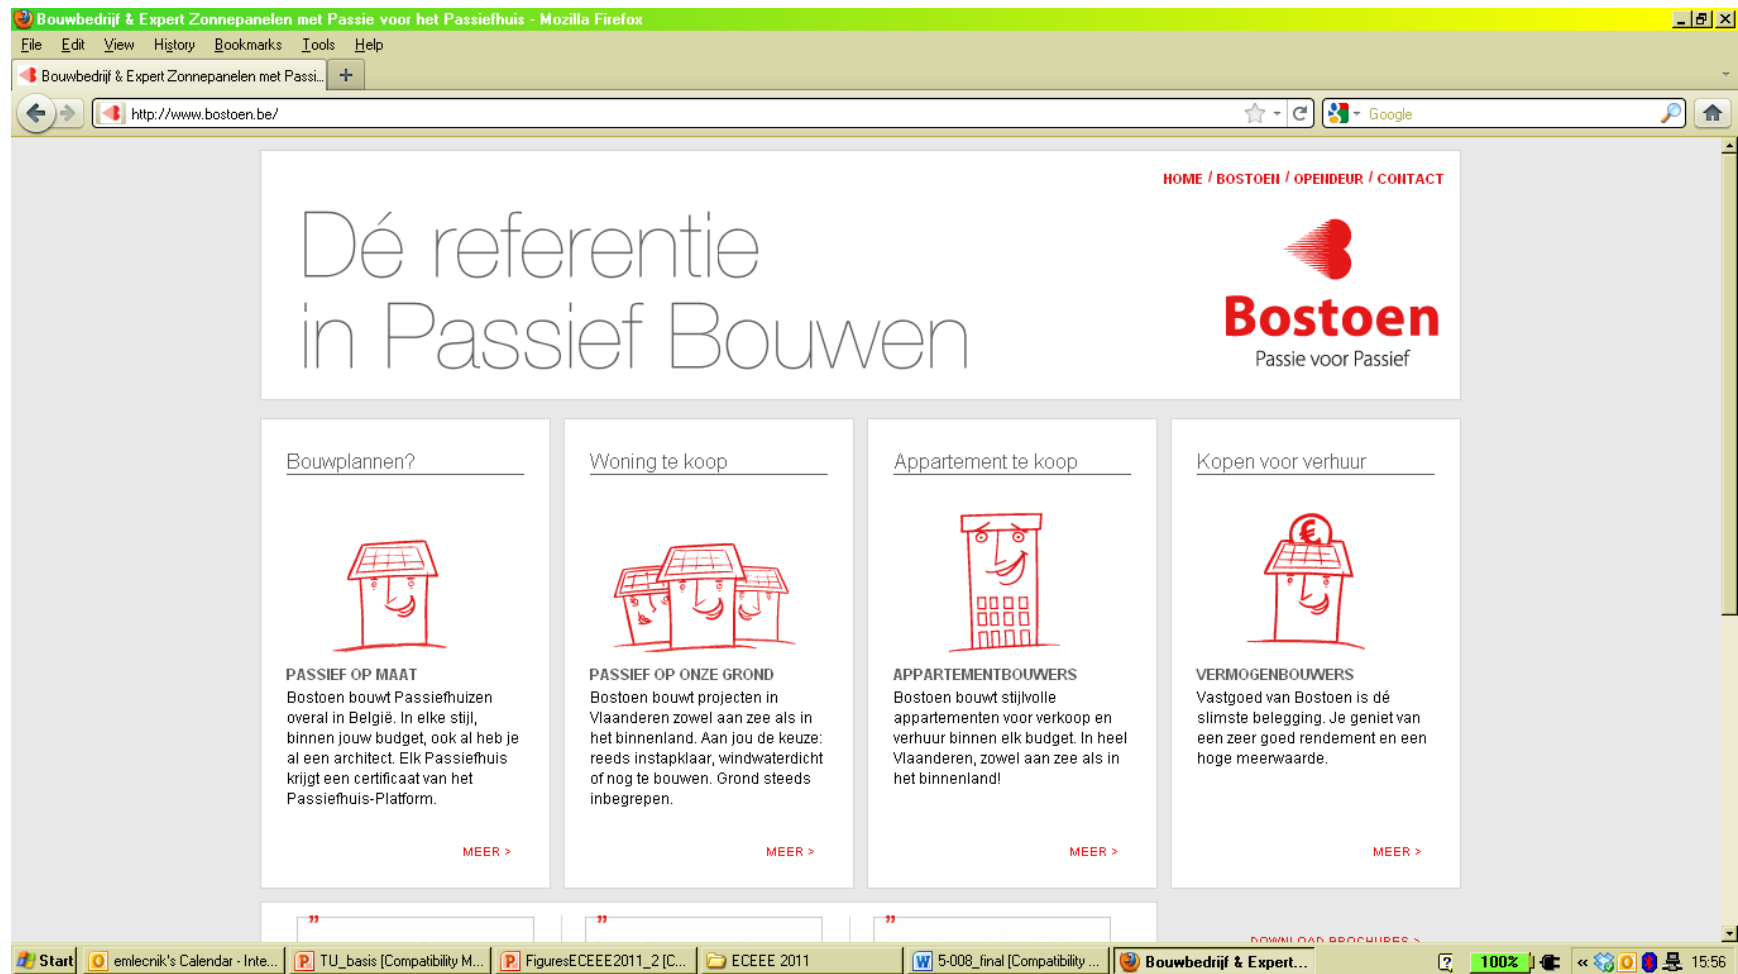 Bouwbedrijf & Expert Zonnepanelen met Passie voor het Passiefhuis - Mozilla Firefox
File Edit View History Bookmarks Tools Help
Bouwbedrijf & Expert Zonnepanelen met Passi... +
http://www.bostoen.be/ Google
HOME / BOSTOEN / OPENDEUR / CONTACT
Dé referentie
in Passief Bouwen
Bostoen
Passie voor Passief
Bouwplannen?
PASSIEF OP MAAT
Bostoen bouwt Passiefhuizen
overal in België. In elke stijl,
binnen jouw budget, ook al heb je
al een architect. Elk Passiefhuis
krijgt een certificaat van het
Passiefhuis-Platform.
MEER >
Woning te koop
PASSIEF OP ONZE GROND
Bostoen bouwt projecten in
Vlaanderen zowel aan zee als in
het binnenland. Aan jou de keuze:
reeds instapklaar, windwaterdicht
of nog te bouwen. Grond steeds
inbegrepen.
MEER >
Appartement te koop
APPARTEMENTBOUWERS
Bostoen bouwt stijlvolle
appartementen voor verkoop en
verhuur binnen elk budget. In heel
Vlaanderen, zowel aan zee als in
het binnenland!
MEER >
Kopen voor verhuur
€
VERMOGENBOUWERS
Vastgoed van Bostoen is dé
slimste belegging. Je geniet van
een zeer goed rendement en een
hoge meerwaarde.
MEER >
" " "
DOWNLOAD BROCHURES >
Start emlecnik's Calendar - Inte... TU_basis [Compatibility M... FiguresECEEE2011_2 [C... ECEEE 2011 5-008_final [Compatibility ... Bouwbedrijf & Expert... 100% « 15:56